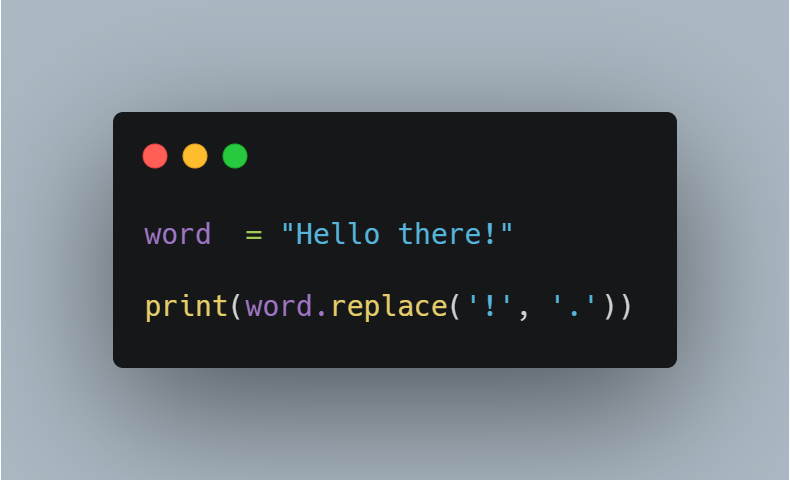 word  = "Hello there!"
print(word.replace('!', '.'))